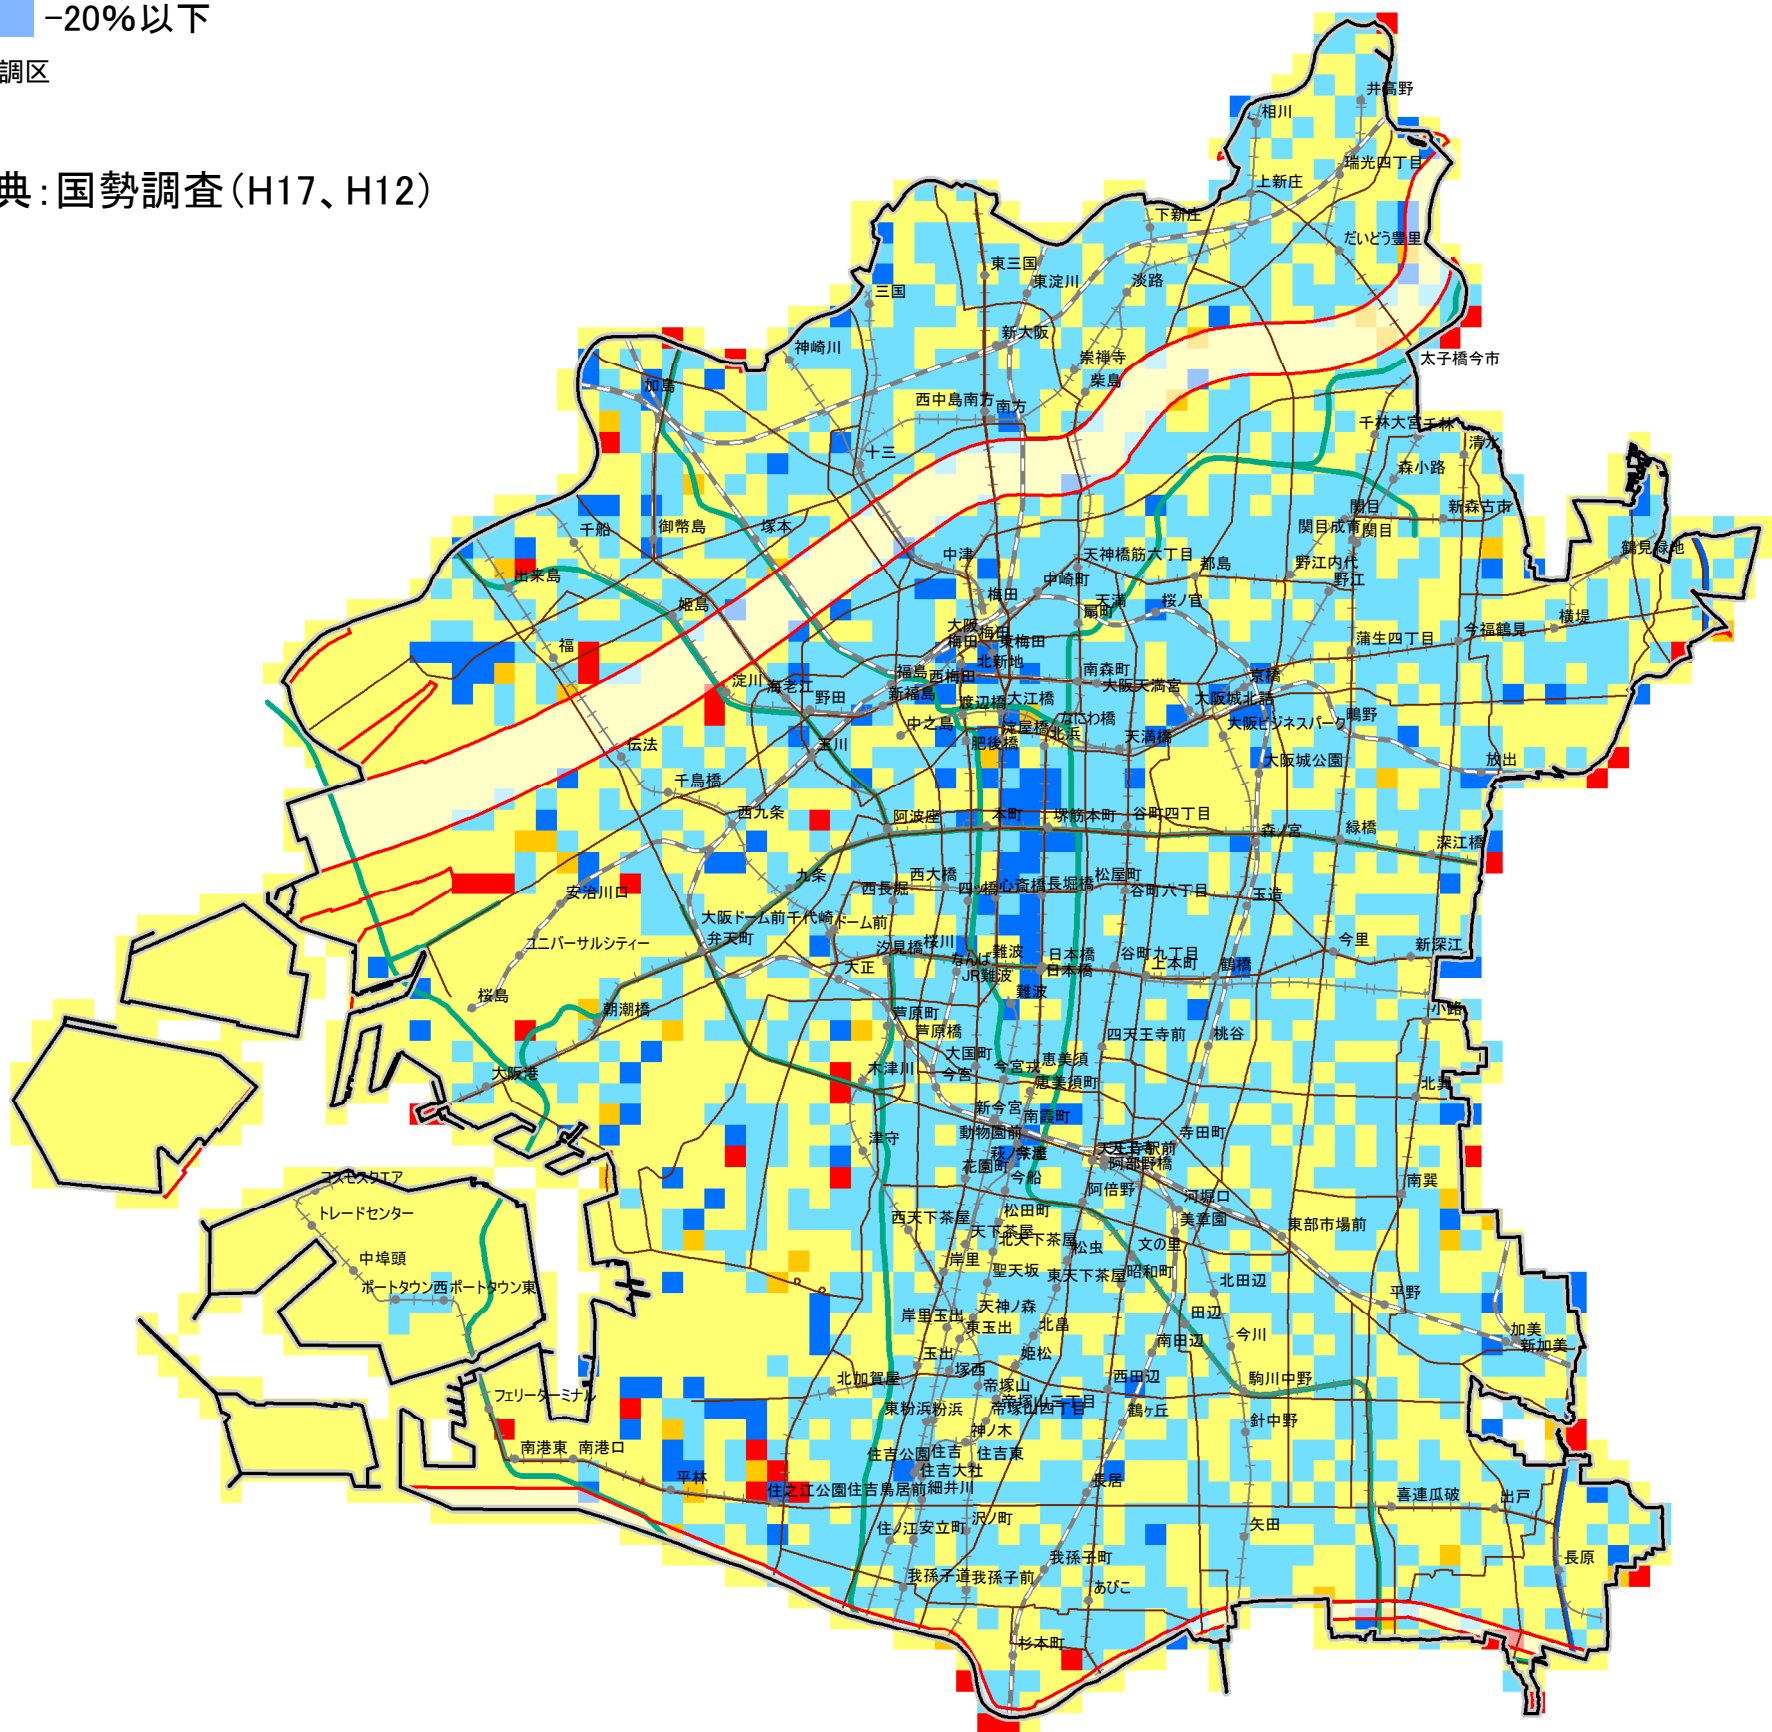 -20%以下
調区
典：国勢調査（H17、H12）
井高野
相川
瑞光四丁目
上新庄
下新庄
だいどう豊里
東三国
東淀川
淡路
三国
新大阪
神崎川
崇禅寺
柴島
太子橋今市
加島
西中島南方
南方
千林大宮
千林
清水
十三
森小路
関目
新森古市
千船
御幣島
塚本
関目成育
関目
中津
天神橋筋六丁目
都島
野江内代
鶴見緑地
出来島
中崎町
野江
梅田
天満
桜ノ宮
姫島
扇町
横堤
大阪
梅田
梅田
東梅田
蒲生四丁目
今福鶴見
福
北新地
福島
西梅田
南森町
京橋
淀川
海老江
野田
新福島
大阪天満宮
大江橋
渡辺橋
大阪城北詰
鴫野
中之島
淀屋橋
なにわ橋
大阪ビジネスパーク
伝法
玉川
肥後橋
北浜
天満橋
大阪城公園
放出
千鳥橋
西九条
阿波座
本町
堺筋本町
谷町四丁目
森ノ宮
緑橋
深江橋
安治川口
九条
西長堀
西大橋
四ツ橋
心斎橋
長堀橋
松屋町
谷町六丁目
玉造
大阪ドーム前千代崎
ドーム前
ユニバーサルシティー
弁天町
汐見橋
桜川
難波
日本橋
谷町九丁目
今里
新深江
大正
なんば
JR難波
日本橋
上本町
鶴橋
桜島
朝潮橋
難波
芦原町
小路
芦原橋
四天王寺前
桃谷
大阪港
木津川
大国町
今宮
今宮戎
恵美須
恵美須町
北巽
新今宮
南霞町
津守
動物園前
寺田町
天王寺駅前
萩ノ茶屋
阿部野橋
花園町
今船
コスモスクエア
阿倍野
河堀口
南巽
トレードセンター
西天下茶屋
松田町
美章園
東部市場前
天下茶屋
北天下茶屋
松虫
文の里
中埠頭
岸里
聖天坂
東天下茶屋
昭和町
北田辺
ポートタウン西
ポートタウン東
平野
岸里玉出
天神ノ森
東玉出
北畠
田辺
南田辺
今川
加美
新加美
玉出
塚西
姫松
北加賀屋
帝塚山
西田辺
駒川中野
フェリーターミナル
帝塚山三丁目
東粉浜
粉浜
帝塚山四丁目
鶴ヶ丘
針中野
南港東
南港口
神ノ木
住吉公園
住吉
住吉東
平林
住吉大社
住之江公園
住吉鳥居前
細井川
長居
喜連瓜破
出戸
住ノ江
安立町
沢ノ町
矢田
我孫子町
長原
我孫子道
我孫子前
あびこ
杉本町